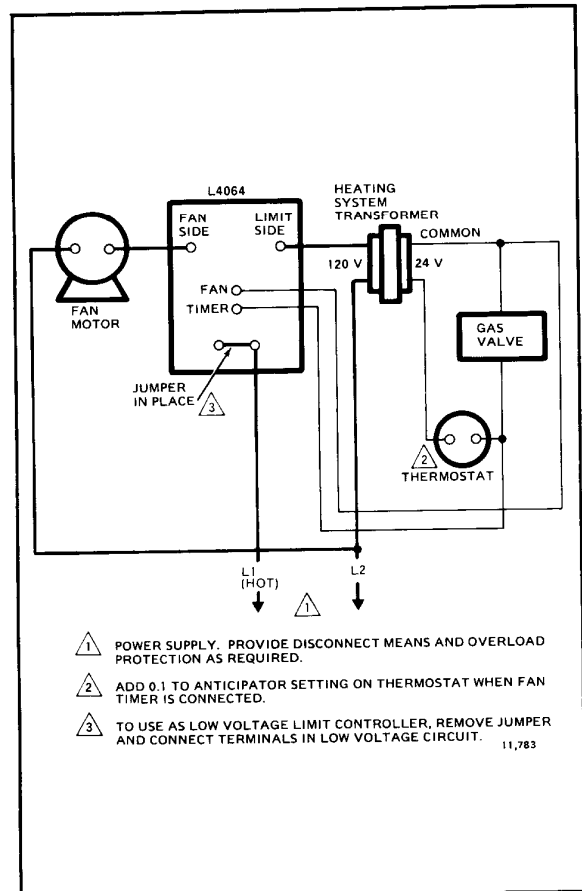 L4064
HEATING
SYSTEM
TRANSFORMER
FAN
SIDE
LIMIT
SIDE
COMMON
120 V
24 V
FAN
TIMER
FAN
MOTOR
GAS
VALVE
JUMPER
IN PLACE
3
2
THERMOSTAT
L1
(HOT)
L2
1
1 POWER SUPPLY. PROVIDE DISCONNECT MEANS AND OVERLOAD
PROTECTION AS REQUIRED.
2 ADD 0.1 TO ANTICIPATOR SETTING ON THERMOSTAT WHEN FAN
TIMER IS CONNECTED.
3 TO USE AS LOW VOLTAGE LIMIT CONTROLLER, REMOVE JUMPER
AND CONNECT TERMINALS IN LOW VOLTAGE CIRCUIT.
11,783